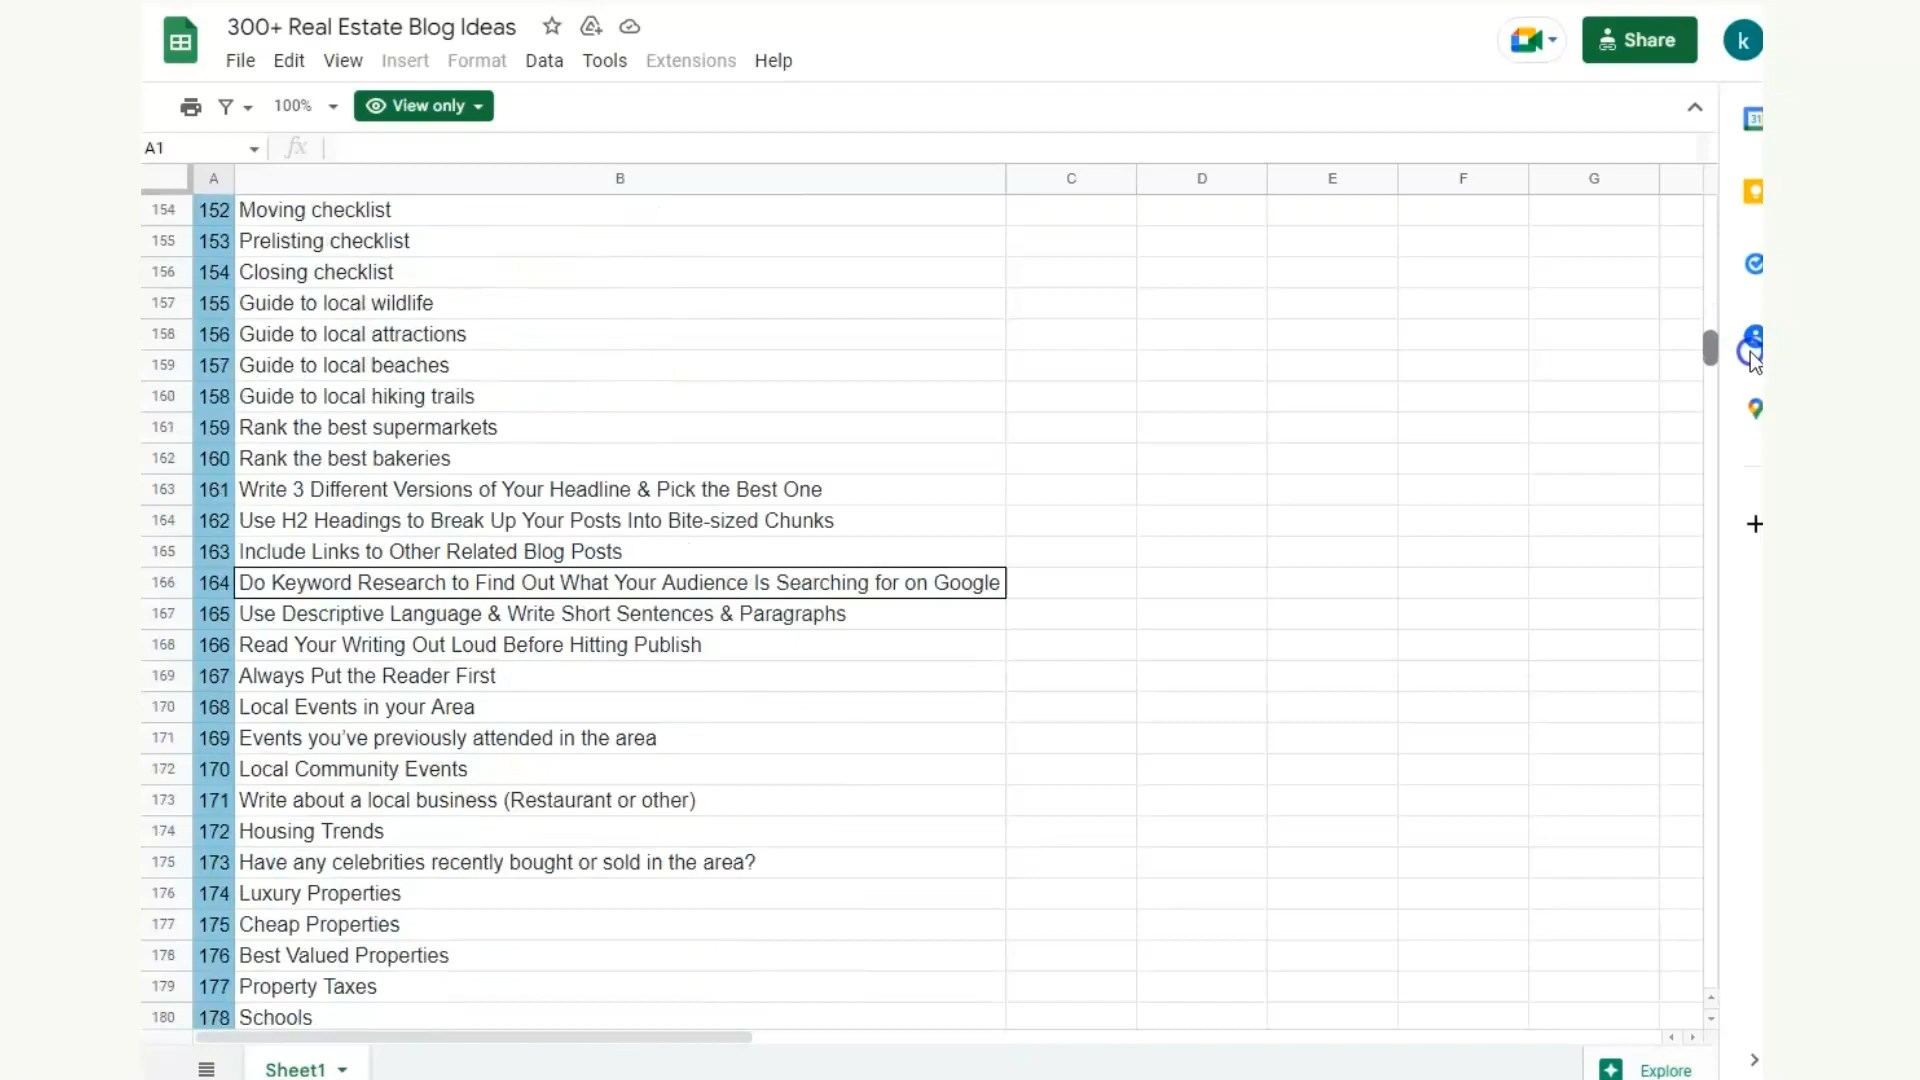 300+ Real Estate Blog Ideas
File Edit View Insert Format Data Tools Extensions Help
Share
k
100% View only
31
A1 fx
A B C D E F G
154 152 Moving checklist
155 153 Prelisting checklist
156 154 Closing checklist
157 155 Guide to local wildlife
158 156 Guide to local attractions
159 157 Guide to local beaches
160 158 Guide to local hiking trails
161 159 Rank the best supermarkets
162 160 Rank the best bakeries
163 161 Write 3 Different Versions of Your Headline & Pick the Best One
164 162 Use H2 Headings to Break Up Your Posts Into Bite-sized Chunks
165 163 Include Links to Other Related Blog Posts
166 164 Do Keyword Research to Find Out What Your Audience Is Searching for on Google
167 165 Use Descriptive Language & Write Short Sentences & Paragraphs
168 166 Read Your Writing Out Loud Before Hitting Publish
169 167 Always Put the Reader First
170 168 Local Events in your Area
171 169 Events you’ve previously attended in the area
172 170 Local Community Events
173 171 Write about a local business (Restaurant or other)
174 172 Housing Trends
175 173 Have any celebrities recently bought or sold in the area?
176 174 Luxury Properties
177 175 Cheap Properties
178 176 Best Valued Properties
179 177 Property Taxes
180 178 Schools
Sheet1
Explore